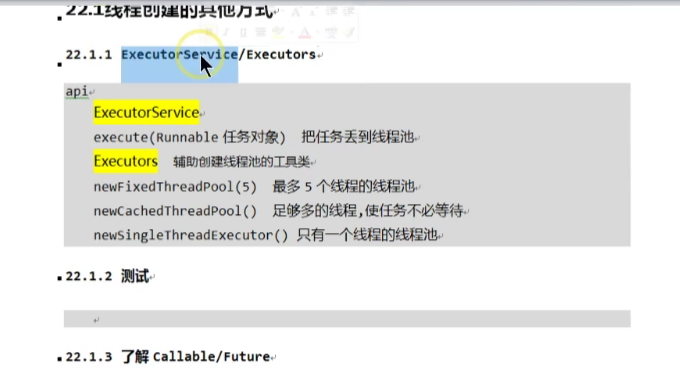 22.1线程创建的其他方式
22.1.1 ExecutorService/Executors
api
ExecutorService
execute(Runnable 任务对象) 把任务丢到线程池
Executors 辅助创建线程池的工具类
newFixedThreadPool(5) 最多 5 个线程的线程池
newCachedThreadPool() 足够多的线程,使任务不必等待
newSingleThreadExecutor() 只有一个线程的线程池
22.1.2 测试
22.1.3 了解 Callable/Future